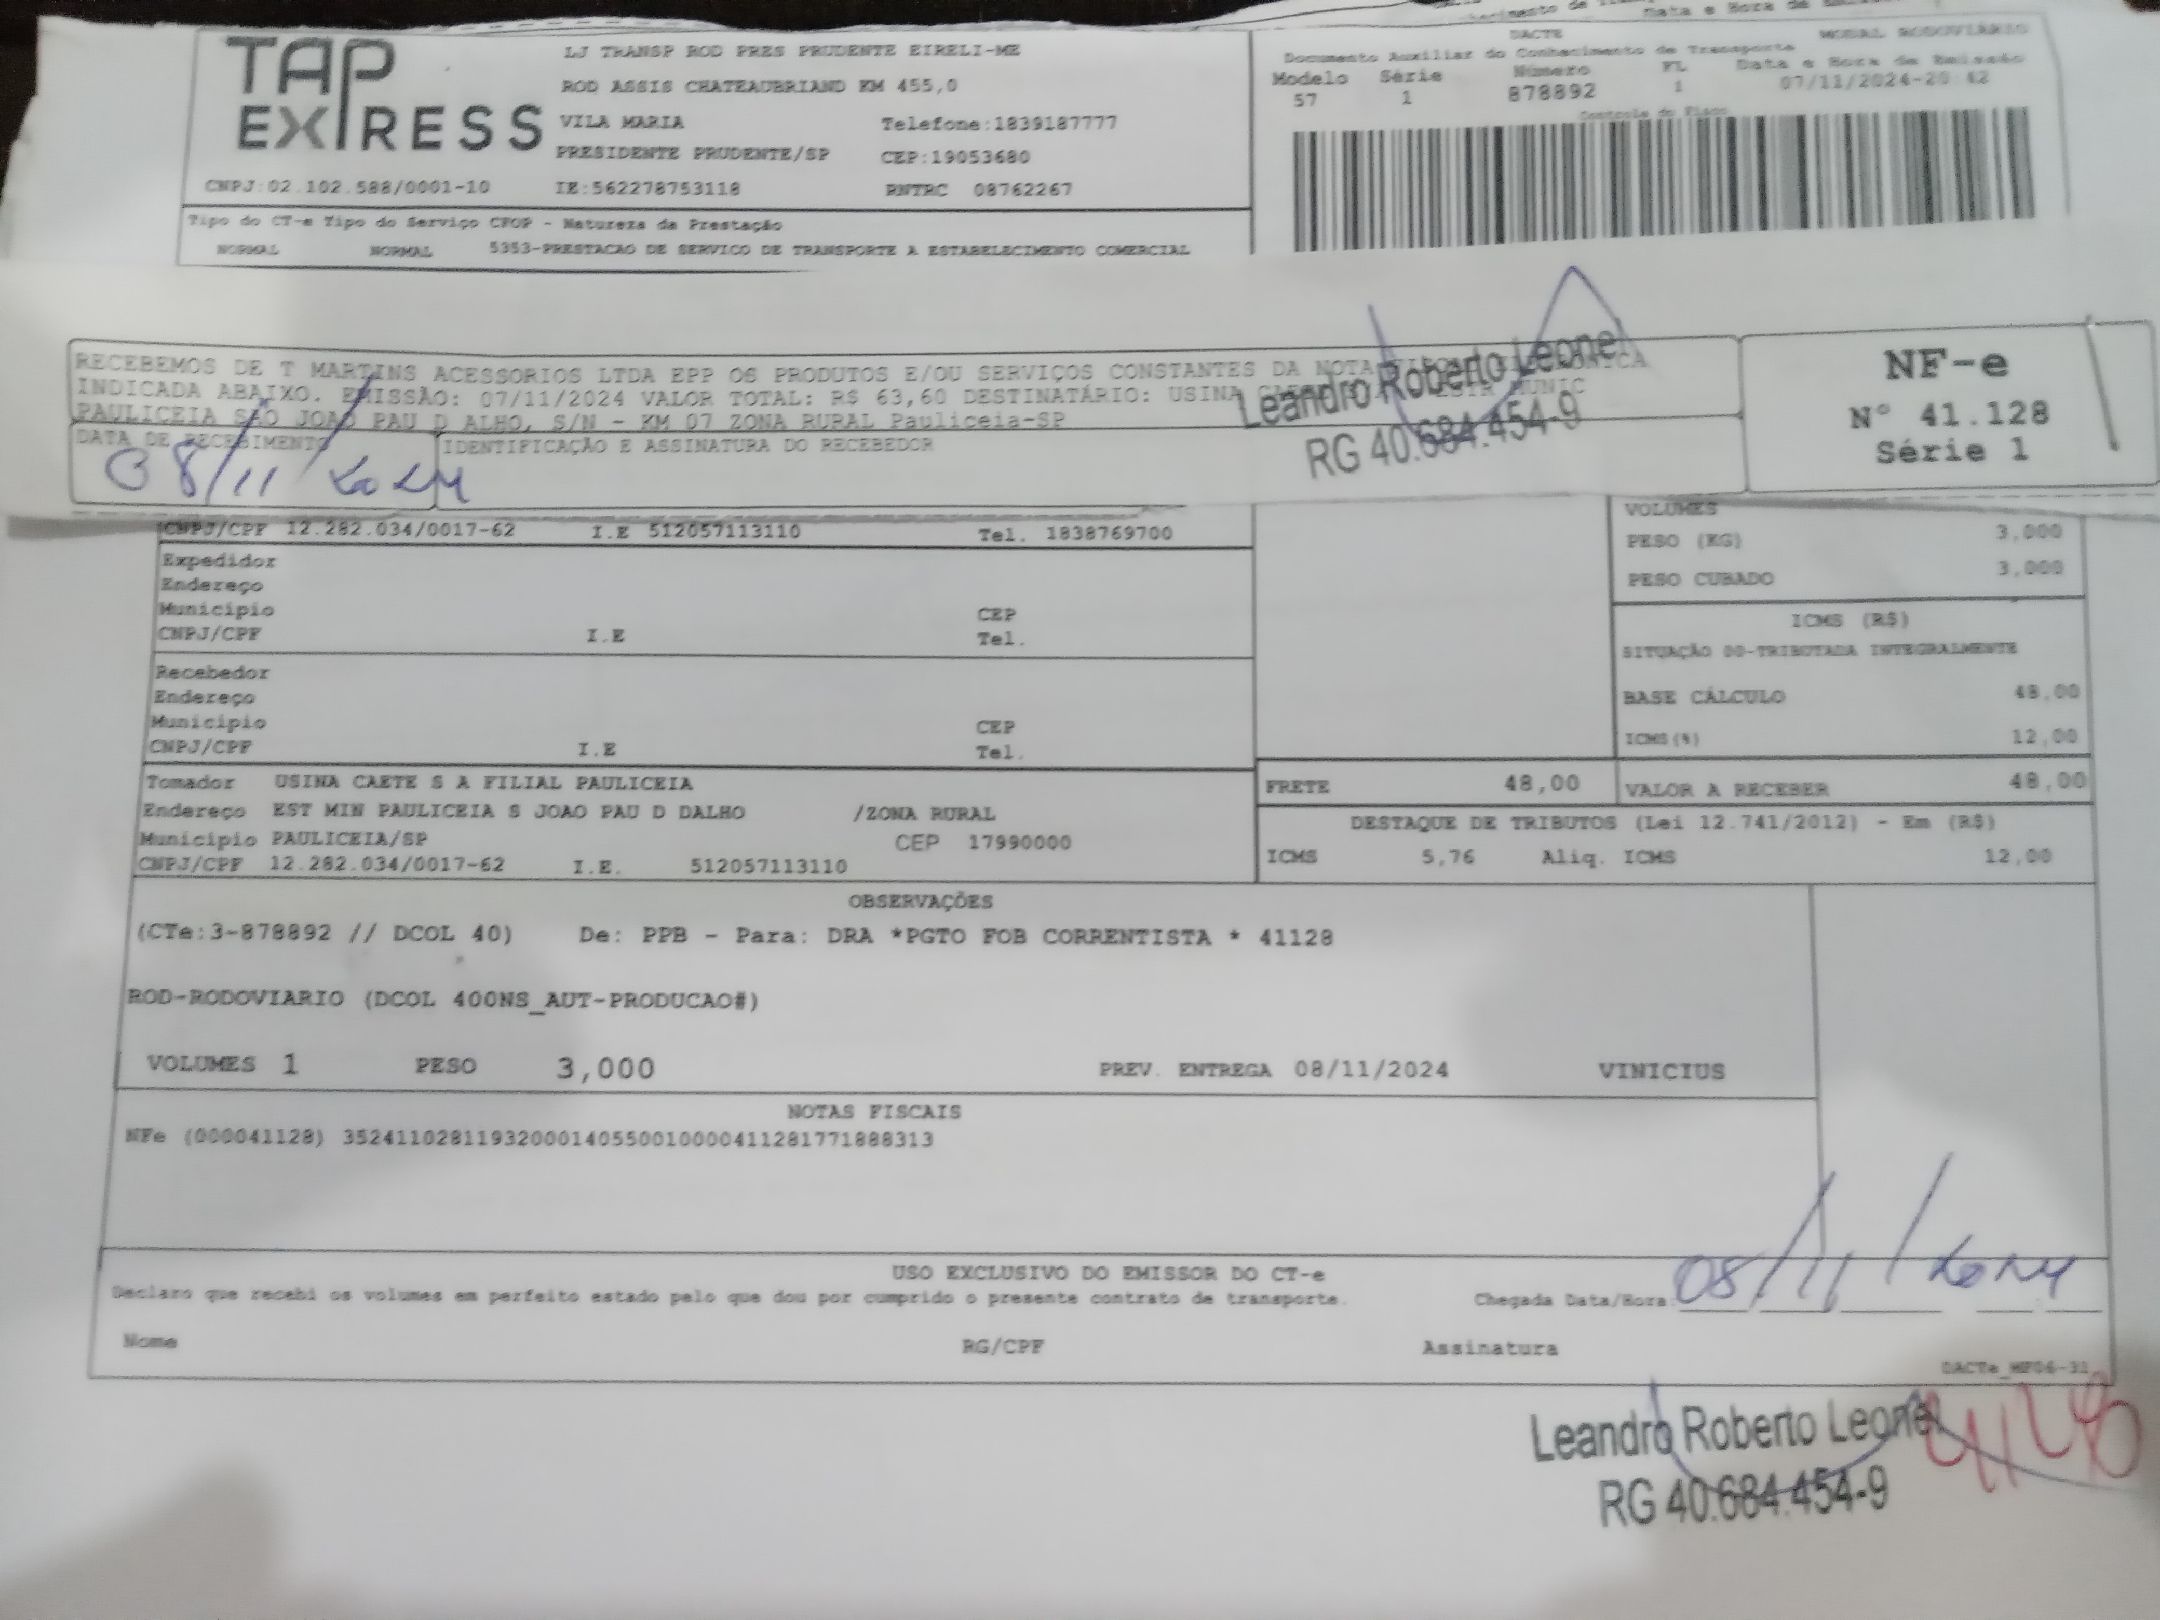 TAP
EXPRESS
LJ TRANSP ROD PRES PRUDENTE EIRELI-ME
ROD ASSIS CHATEAUBRIAND KM 455,0
VILA MARIA Telefone:1839187777
PRESIDENTE PRUDENTE/SP CEP:19053680
CNPJ:02.102.588/0001-10 IE:562278753118 RNTRC 08762267
Tipo do CT-e Tipo do Serviço CFOP - Natureza da Prestação
NORMAL NORMAL 5353-PRESTACAO DE SERVICO DE TRANSPORTE A ESTABELECIMENTO COMERCIAL
DACTE MODAL RODOVIÁRIO
Documento Auxiliar do Conhecimento de Transporte
Modelo Série Número FL Data e Hora de Emissão
57 1 878892 1 07/11/2024-20:42
Controle do Fisco
RECEBEMOS DE T MARTINS ACESSORIOS LTDA EPP OS PRODUTOS E/OU SERVIÇOS CONSTANTES DA NOTA
INDICADA ABAIXO. EMISSÃO: 07/11/2024 VALOR TOTAL: R$ 63,60 DESTINATÁRIO: USINA MUNIC
PAULICEIA SAO JOAO PAU D ALHO, S/N - KM 07 ZONA RURAL Pauliceia-SP
DATA DE RECEBIMENTO IDENTIFICAÇÃO E ASSINATURA DO RECEBEDOR
08/11/2024
Leandro Roberto Leonel
RG 40.684.454-9
NF-e
N° 41.128
Série 1
CNPJ/CPF 12.282.034/0017-62 I.E 512057113110 Tel. 1838769700
Expedidor
Endereço
Município CEP
CNPJ/CPF I.E Tel.
Recebedor
Endereço
Município CEP
CNPJ/CPF I.E Tel.
VOLUMES
PESO (KG) 3,000
PESO CUBADO 3,000
ICMS (R$)
SITUAÇÃO 00-TRIBUTADA INTEGRALMENTE
BASE CÁLCULO 48,00
ICMS(%) 12,00
Tomador USINA CAETE S A FILIAL PAULICEIA
Endereço EST MIN PAULICEIA S JOAO PAU D DALHO /ZONA RURAL
Município PAULICEIA/SP CEP 17990000
CNPJ/CPF 12.282.034/0017-62 I.E. 512057113110
FRETE 48,00 VALOR A RECEBER 48,00
DESTAQUE DE TRIBUTOS (Lei 12.741/2012) - Em (R$)
ICMS 5,76 Aliq. ICMS 12,00
OBSERVAÇÕES
(CTe:3-878892 // DCOL 40) De: PPB - Para: DRA *PGTO FOB CORRENTISTA * 41128
ROD-RODOVIARIO (DCOL 400NS_AUT-PRODUCAO#)
VOLUMES 1 PESO 3,000 PREV. ENTREGA 08/11/2024 VINICIUS
NOTAS FISCAIS
NFe (000041128) 35241102811932000140550010000411281771888313
USO EXCLUSIVO DO EMISSOR DO CT-e
Declaro que recebi os volumes em perfeito estado pelo que dou por cumprido o presente contrato de transporte. Chegada Data/Hora: 08/11/2024
Nome RG/CPF Assinatura
DACTe_MF06-31
Leandro Roberto Leonel
RG 40.684.454-9